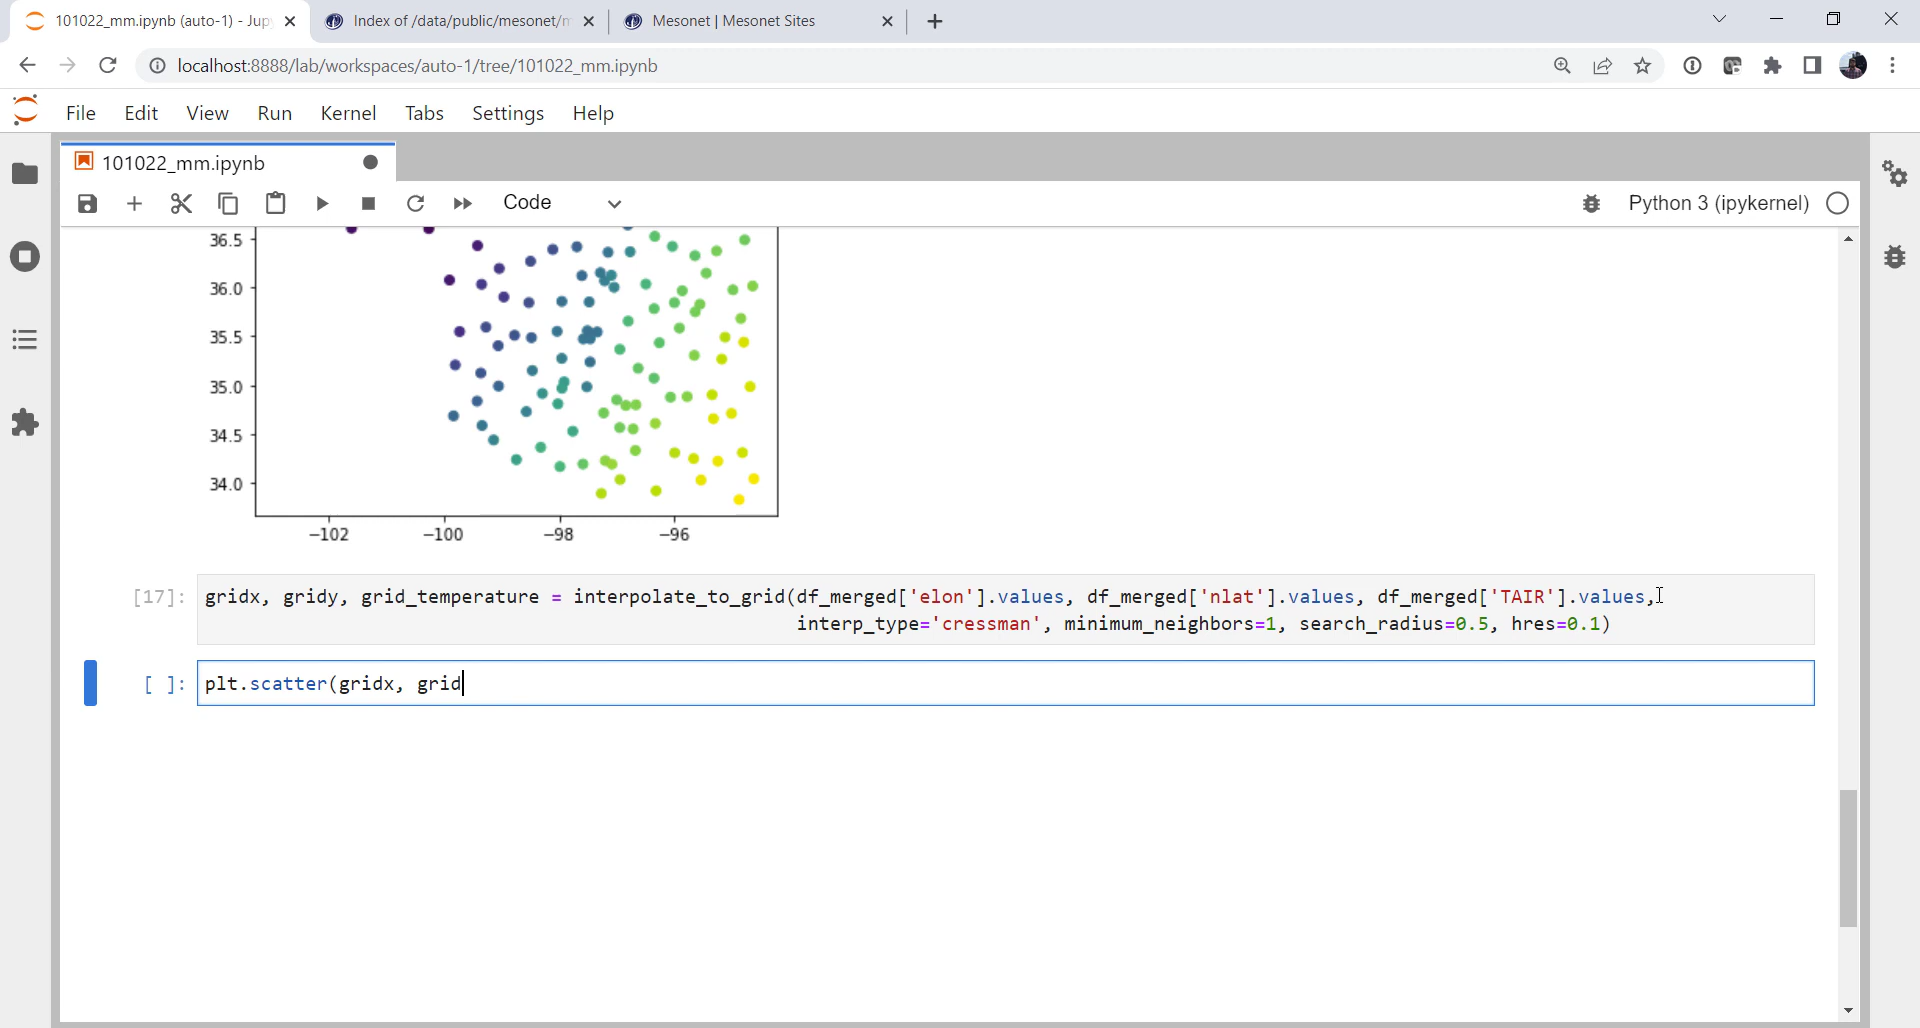 101022_mm.ipynb (auto-1) - Jup
Index of /data/public/mesonet/m
Mesonet | Mesonet Sites
localhost:8888/lab/workspaces/auto-1/tree/101022_mm.ipynb
File Edit View Run Kernel Tabs Settings Help
101022_mm.ipynb
Code
Python 3 (ipykernel)
36.5
36.0
35.5
35.0
34.5
34.0
−102 −100 −98 −96
[17]: gridx, gridy, grid_temperature = interpolate_to_grid(df_merged['elon'].values, df_merged['nlat'].values, df_merged['TAIR'].values,
interp_type='cressman', minimum_neighbors=1, search_radius=0.5, hres=0.1)
[ ]: plt.scatter(gridx, grid